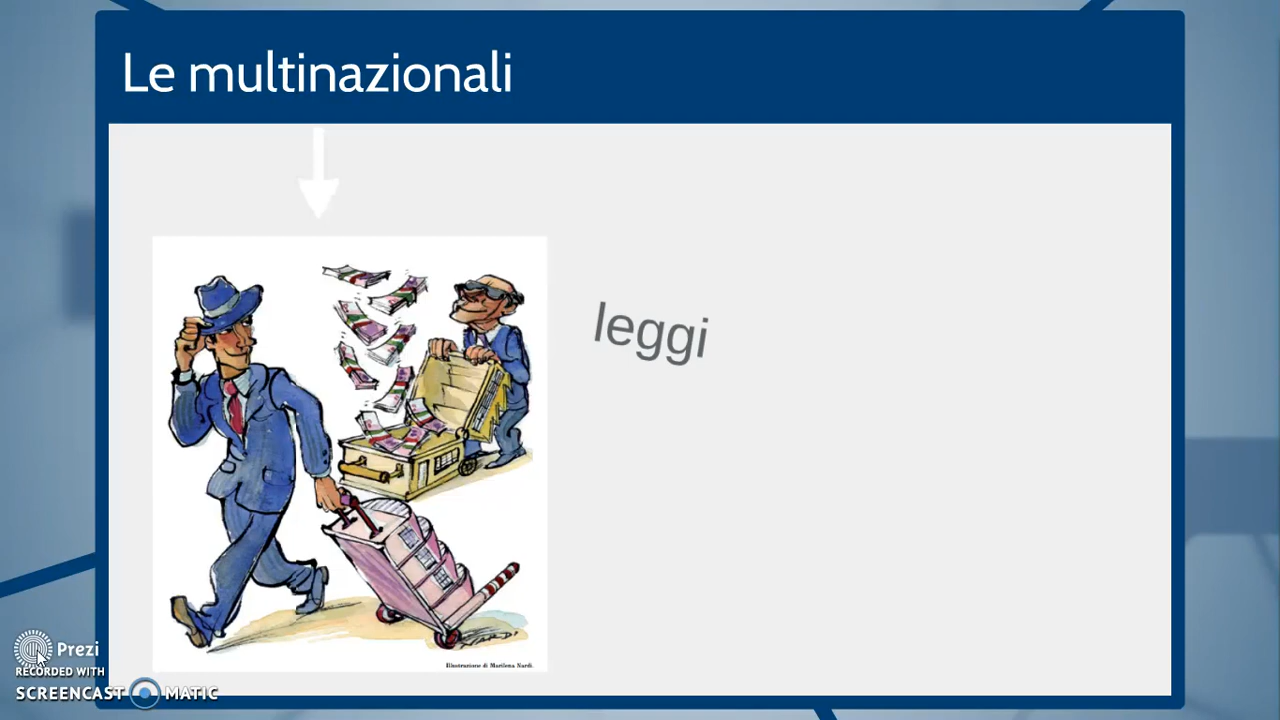 Le multinazionali
leggi
Illustrazione di Marilena Nardi.
Prezi
RECORDED WITH
SCREENCAST MATIC